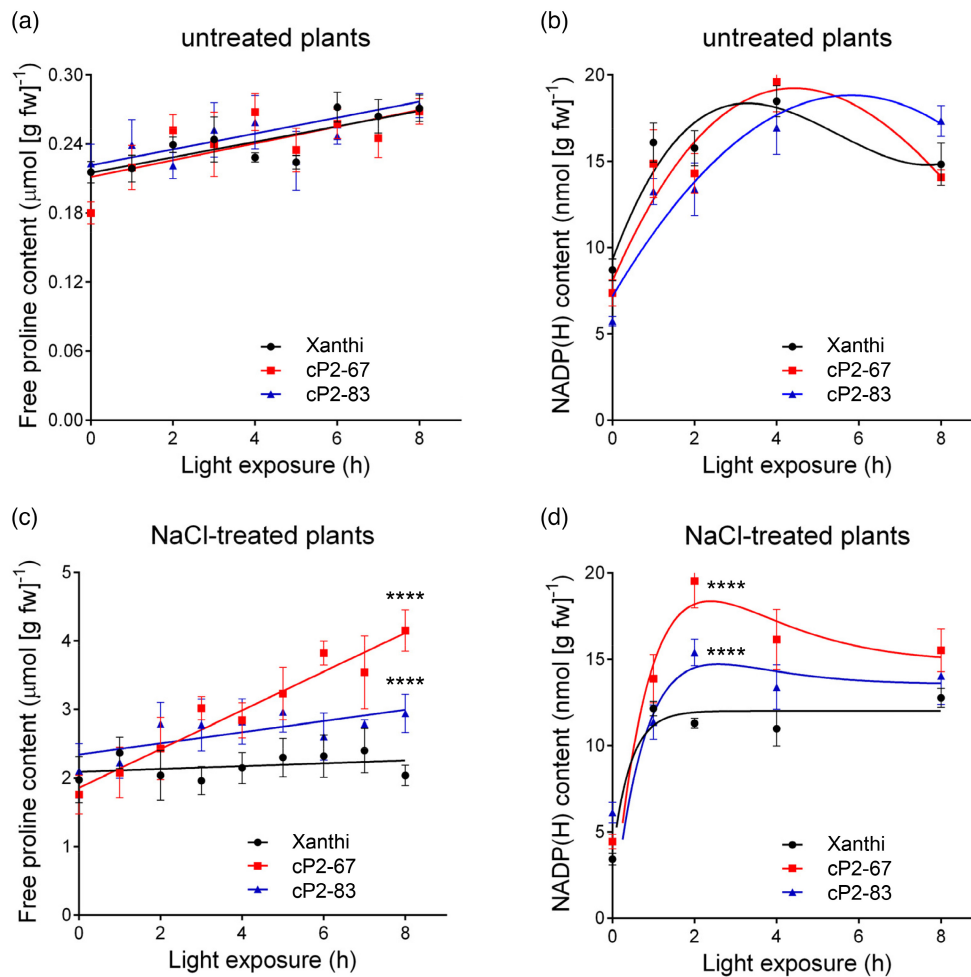 (a)
untreated plants
Free proline content (μmol [g fw]⁻¹)
0.30
0.24
0.18
0.12
0.06
0.00
Xanthi
cP2-67
cP2-83
0 2 4 6 8
Light exposure (h)
(b)
untreated plants
NADP(H) content (nmol [g fw]⁻¹)
20
15
10
5
0
Xanthi
cP2-67
cP2-83
0 2 4 6 8
Light exposure (h)
(c)
NaCl-treated plants
Free proline content (μmol [g fw]⁻¹)
5
4
3
2
1
0
****
****
Xanthi
cP2-67
cP2-83
0 2 4 6 8
Light exposure (h)
(d)
NaCl-treated plants
NADP(H) content (nmol [g fw]⁻¹)
20
15
10
5
0
****
****
Xanthi
cP2-67
cP2-83
0 2 4 6 8
Light exposure (h)